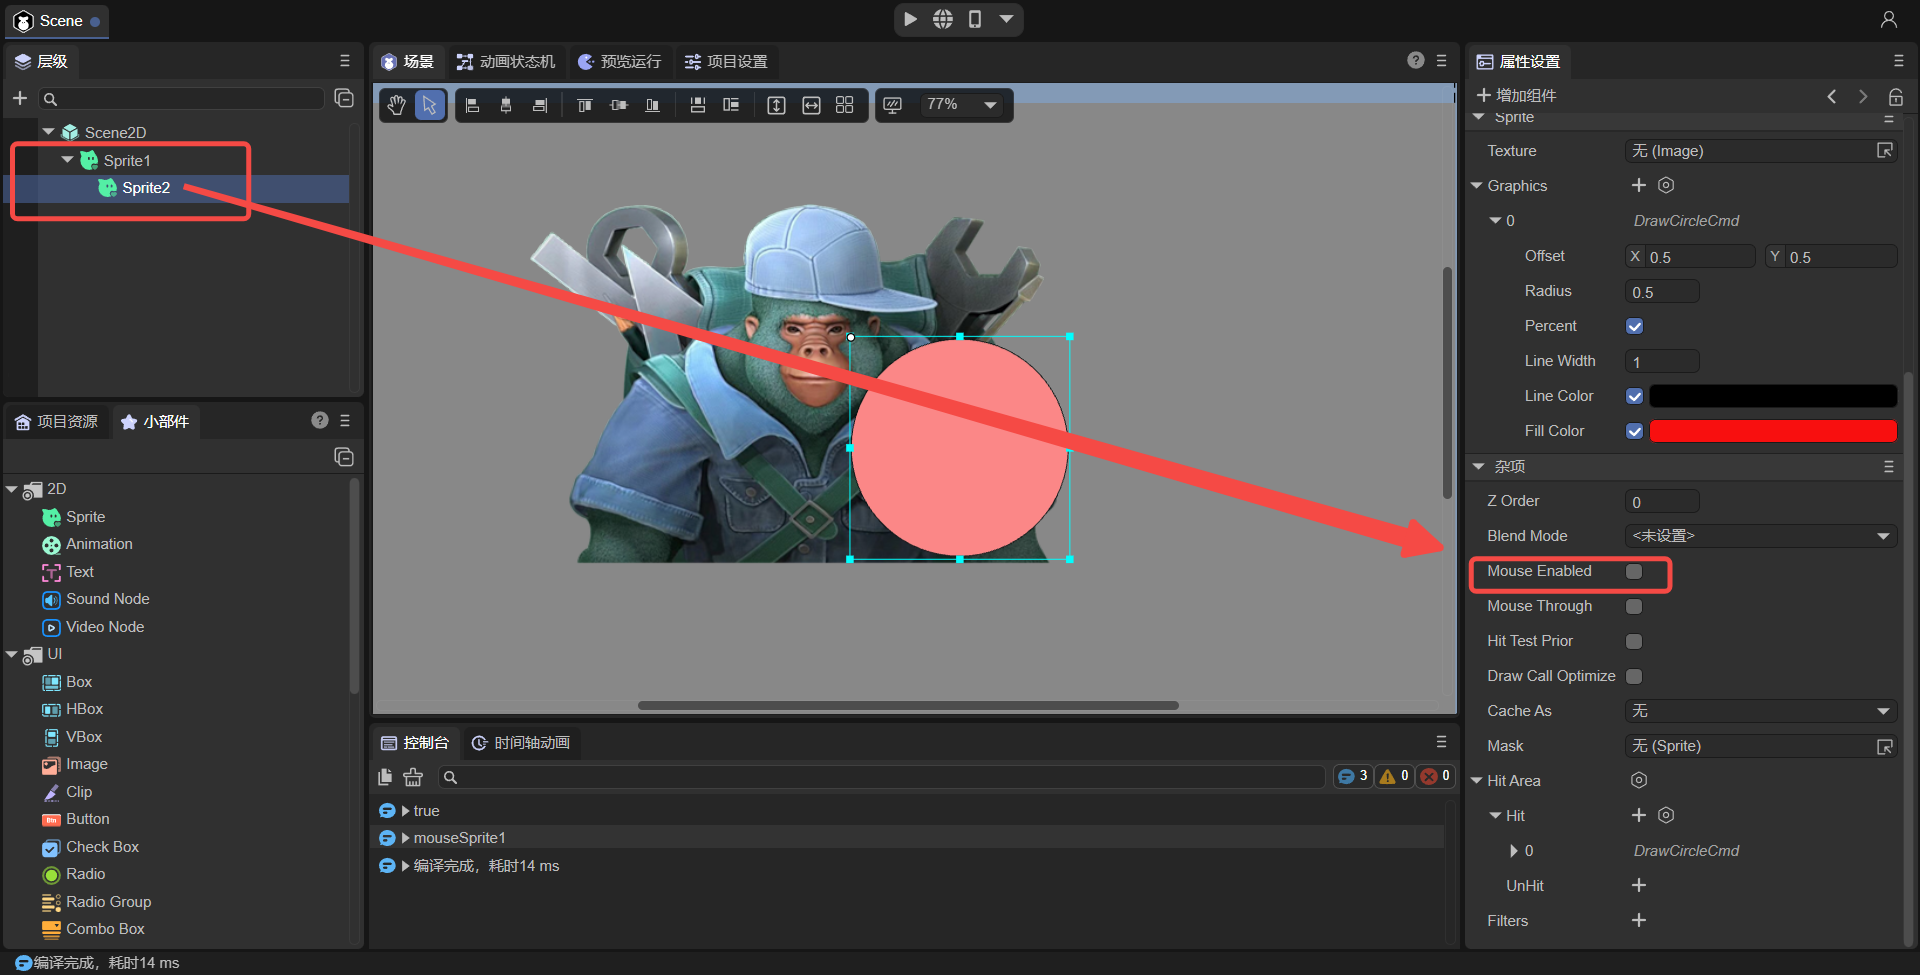 Scene
层级
Scene2D
Sprite1
Sprite2
项目资源
小部件
2D
Sprite
Animation
Text
Sound Node
Video Node
UI
Box
HBox
VBox
Image
Clip
Button
Check Box
Radio
Radio Group
Combo Box
编译完成，耗时14 ms
场景
动画状态机
预览运行
项目设置
77%
控制台
时间轴动画
3
0
0
true
mouseSprite1
编译完成，耗时14 ms
属性设置
增加组件
Sprite
Texture
无 (Image)
Graphics
0
DrawCircleCmd
Offset
X 0.5
Y 0.5
Radius
0.5
Percent
Line Width
1
Line Color
Fill Color
杂项
Z Order
0
Blend Mode
<未设置>
Mouse Enabled
Mouse Through
Hit Test Prior
Draw Call Optimize
Cache As
无
Mask
无 (Sprite)
Hit Area
Hit
0
DrawCircleCmd
UnHit
Filters